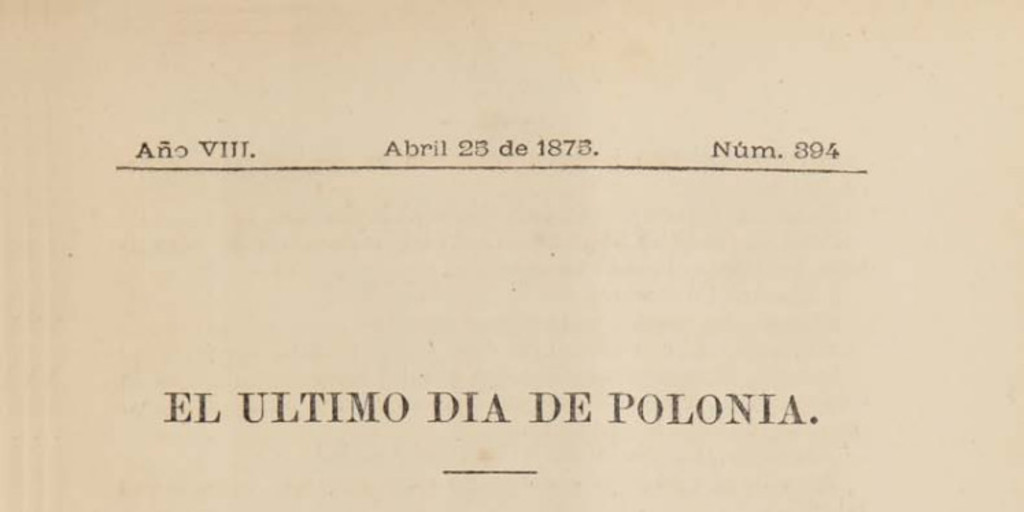 Año VIII. Abril 25 de 1875. Núm. 394
EL ULTIMO DIA DE POLONIA.